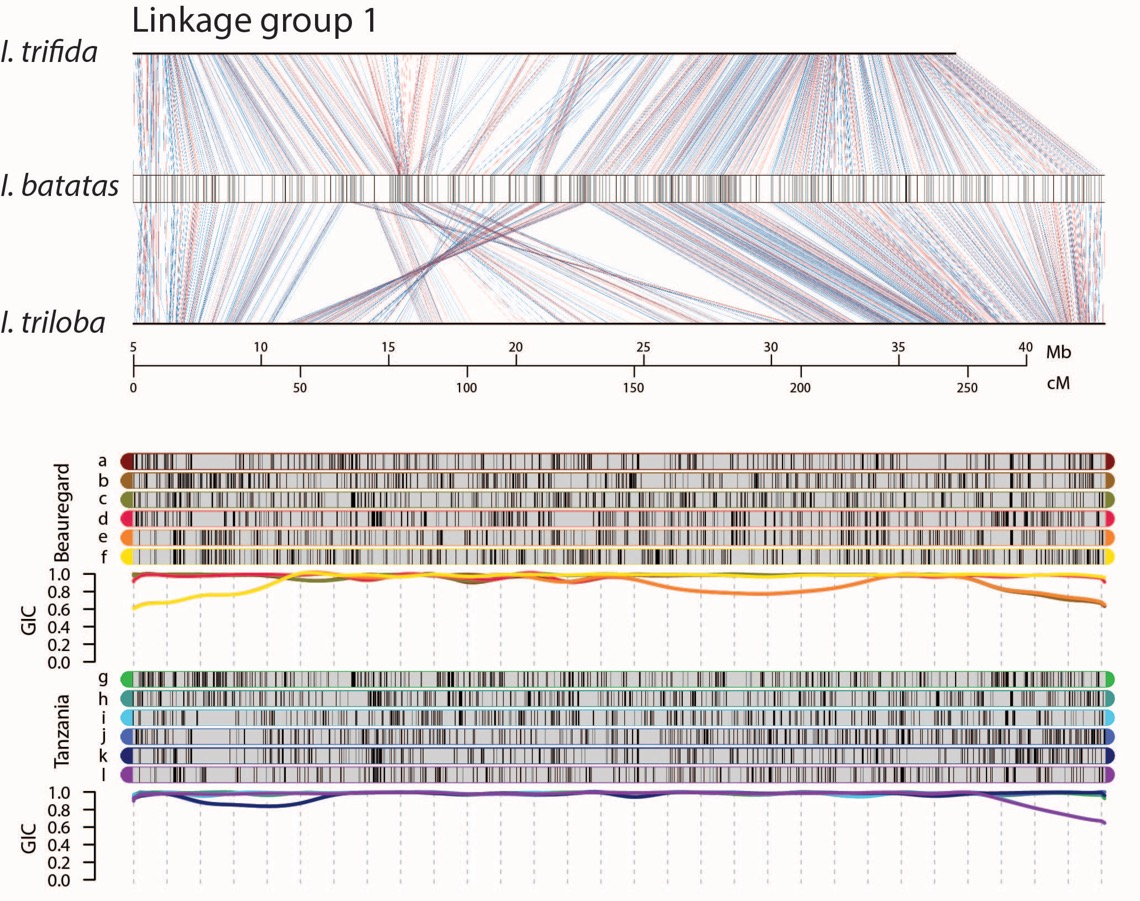 Linkage group 1
I. trifida
I. batatas
I. triloba
5 10 15 20 25 30 35 40 Mb
0 50 100 150 200 250 cM
Beauregard
a
b
c
d
e
f
GIC
1.0
0.8
0.6
0.4
0.2
0.0
Tanzania
g
h
i
j
k
l
GIC
1.0
0.8
0.6
0.4
0.2
0.0